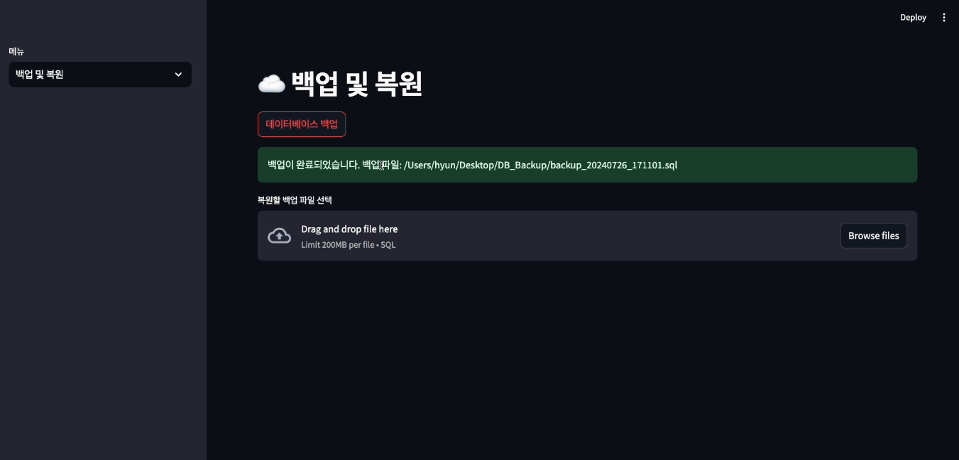 Deploy
메뉴
백업 및 복원
백업 및 복원
데이터베이스 백업
백업이 완료되었습니다. 백업 파일: /Users/hyun/Desktop/DB_Backup/backup_20240726_171101.sql
복원할 백업 파일 선택
Drag and drop file here
Limit 200MB per file • SQL
Browse files